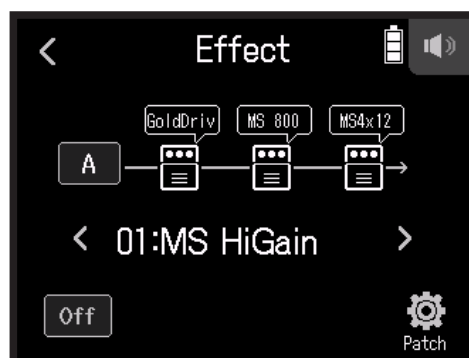 Effect
GoldDriv MS 800 MS4x12
A
01:MS HiGain
Off
Patch